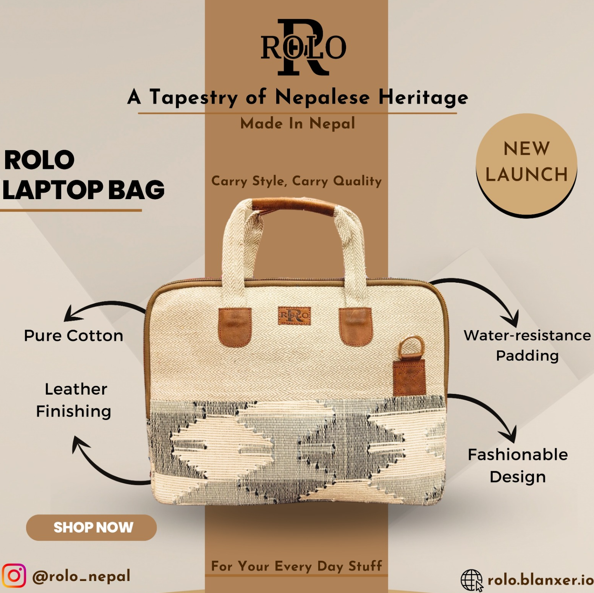 ROLO
A Tapestry of Nepalese Heritage
Made In Nepal
ROLO
LAPTOP BAG
NEW
LAUNCH
Carry Style, Carry Quality
ROLO
Pure Cotton
Water-resistance
Padding
Leather
Finishing
Fashionable
Design
SHOP NOW
For Your Every Day Stuff
@rolo_nepal
rolo.blanxer.io